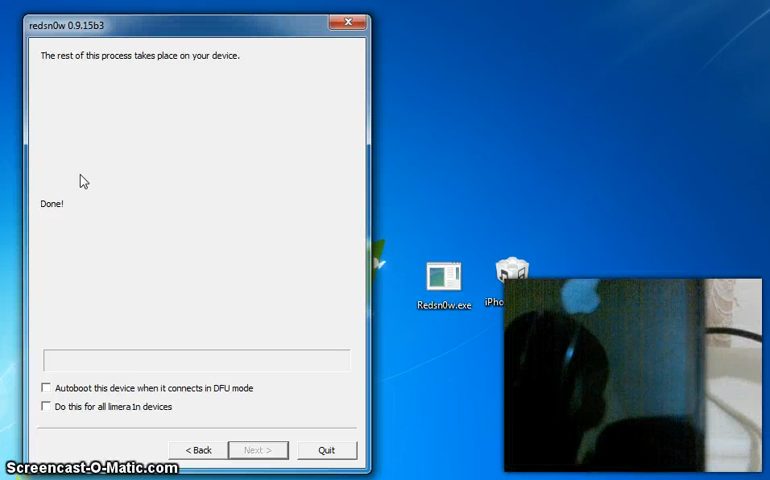 redsn0w 0.9.15b3
The rest of this process takes place on your device.
Done!
Redsn0w.exe
Autoboot this device when it connects in DFU mode
Do this for all limera1n devices
< Back
Next >
Quit
Screencast-O-Matic.com